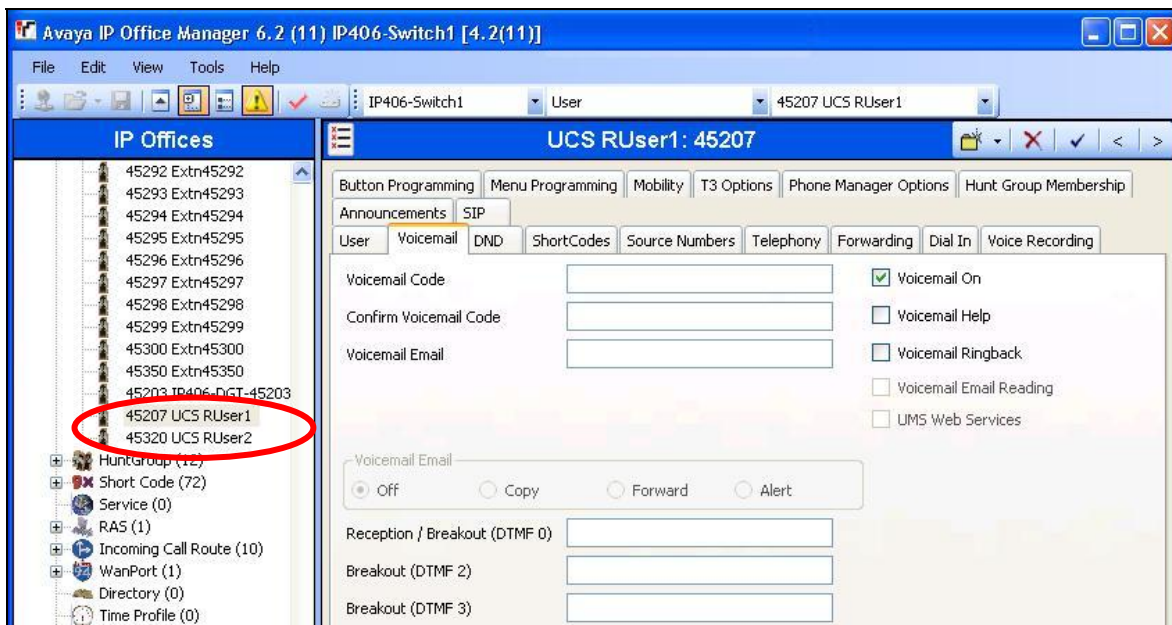 Avaya IP Office Manager 6.2 (11) IP406-Switch1 [4.2(11)]
File Edit View Tools Help
IP406-Switch1 User 45207 UCS RUser1
IP Offices
45292 Extn45292
45293 Extn45293
45294 Extn45294
45295 Extn45295
45296 Extn45296
45297 Extn45297
45298 Extn45298
45299 Extn45299
45300 Extn45300
45350 Extn45350
45203 IP406-DGT-45203
45207 UCS RUser1
45320 UCS RUser2
HuntGroup (12)
Short Code (72)
Service (0)
RAS (1)
Incoming Call Route (10)
WanPort (1)
Directory (0)
Time Profile (0)
UCS RUser1: 45207
Button Programming Menu Programming Mobility T3 Options Phone Manager Options Hunt Group Membership
Announcements SIP
User Voicemail DND ShortCodes Source Numbers Telephony Forwarding Dial In Voice Recording
Voicemail Code
Voicemail On
Confirm Voicemail Code
Voicemail Help
Voicemail Email
Voicemail Ringback
Voicemail Email Reading
UMS Web Services
Voicemail Email
Off Copy Forward Alert
Reception / Breakout (DTMF 0)
Breakout (DTMF 2)
Breakout (DTMF 3)